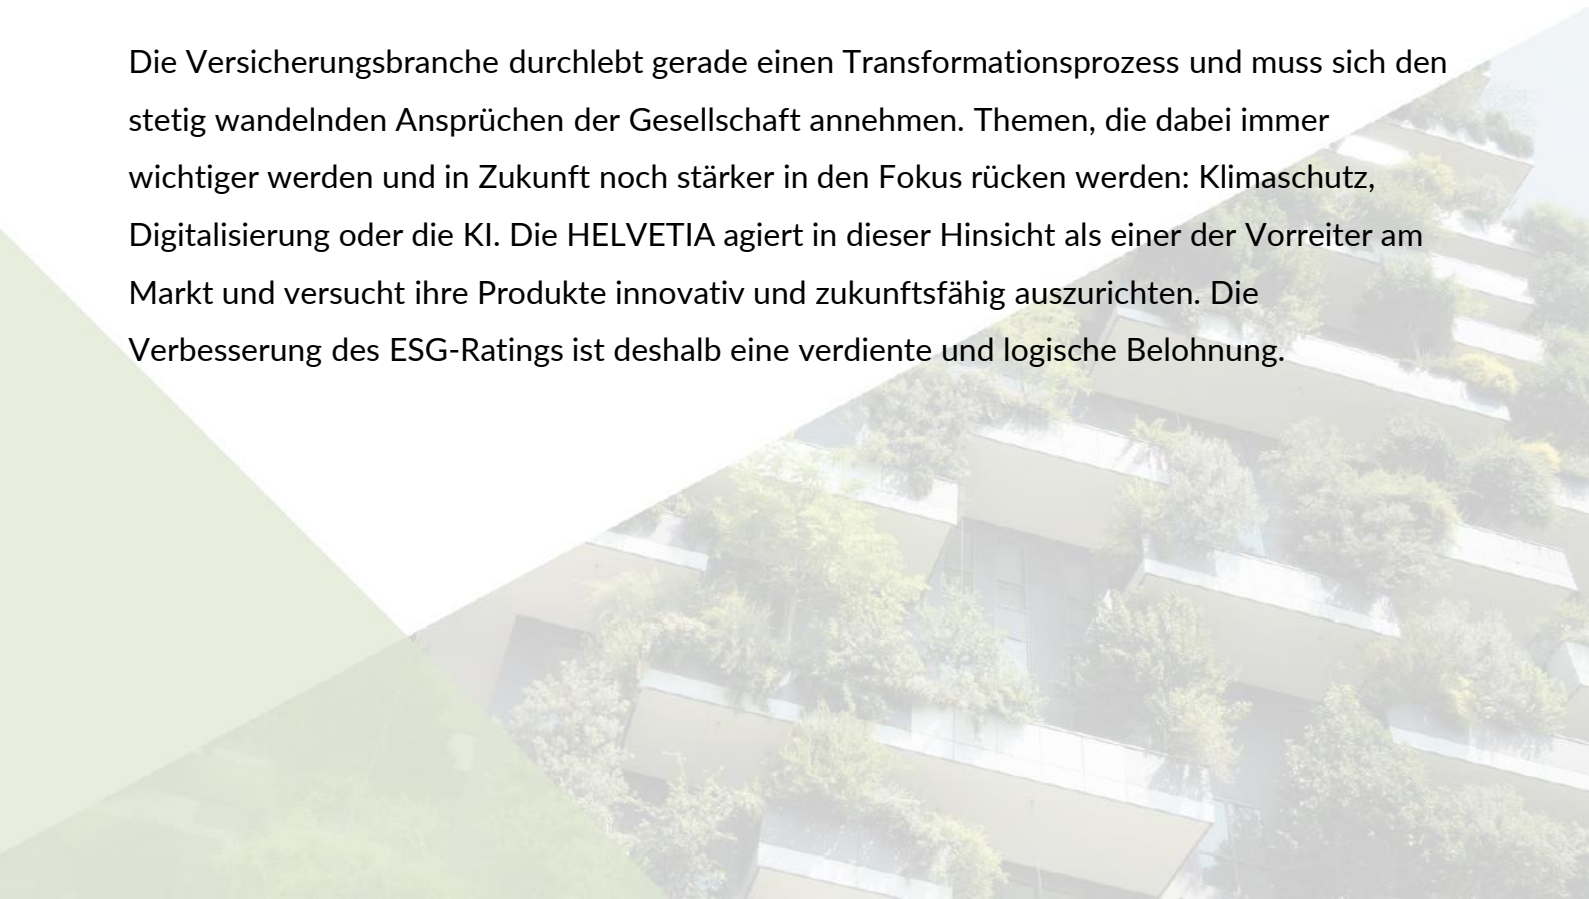 Die Versicherungsbranche durchlebt gerade einen Transformationsprozess und muss sich den
stetig wandelnden Ansprüchen der Gesellschaft annehmen. Themen, die dabei immer
wichtiger werden und in Zukunft noch stärker in den Fokus rücken werden: Klimaschutz,
Digitalisierung oder die KI. Die HELVETIA agiert in dieser Hinsicht als einer der Vorreiter am
Markt und versucht ihre Produkte innovativ und zukunftsfähig auszurichten. Die
Verbesserung des ESG-Ratings ist deshalb eine verdiente und logische Belohnung.